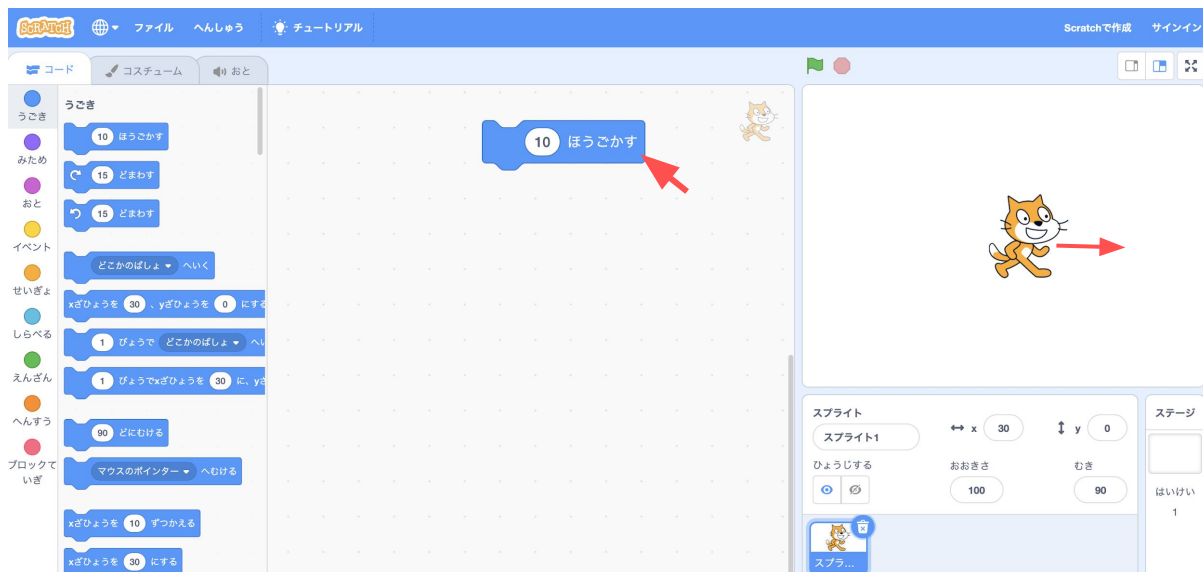 SCRATCH ファイル へんしゅう チュートリアル Scratchで作成 サインイン
コード コスチューム おと
うごき
みため
おと
イベント
せいぎょ
しらべる
えんざん
へんすう
ブロックて
いぎ
うごき
10 ほうごかす
15 どまわす
15 どまわす
どこかのばしょ へいく
xざひょうを 30 、yざひょうを 0 にする
1 びょうで どこかのばしょ へい
1 びょうでxざひょうを 30 に、yざ
90 どにむける
マウスのポインター へむける
xざひょうを 10 ずつかえる
xざひょうを 30 にする
10 ほうごかす
スプライト
スプライト1
x 30 y 0
ひょうじする
おおきさ
100
むき
90
スプラ...
ステージ
はいけい
1